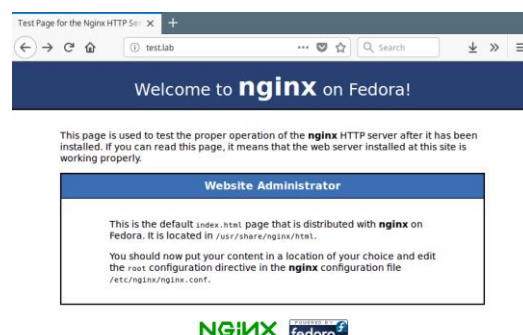 Test Page for the Nginx HTTP Ser
test.lab
Search
Welcome to nginx on Fedora!
This page is used to test the proper operation of the nginx HTTP server after it has been
installed. If you can read this page, it means that the web server installed at this site is
working properly.
Website Administrator
This is the default index.html page that is distributed with nginx on
Fedora. It is located in /usr/share/nginx/html.
You should now put your content in a location of your choice and edit
the root configuration directive in the nginx configuration file
/etc/nginx/nginx.conf.
NGINX
POWERED BY
fedora